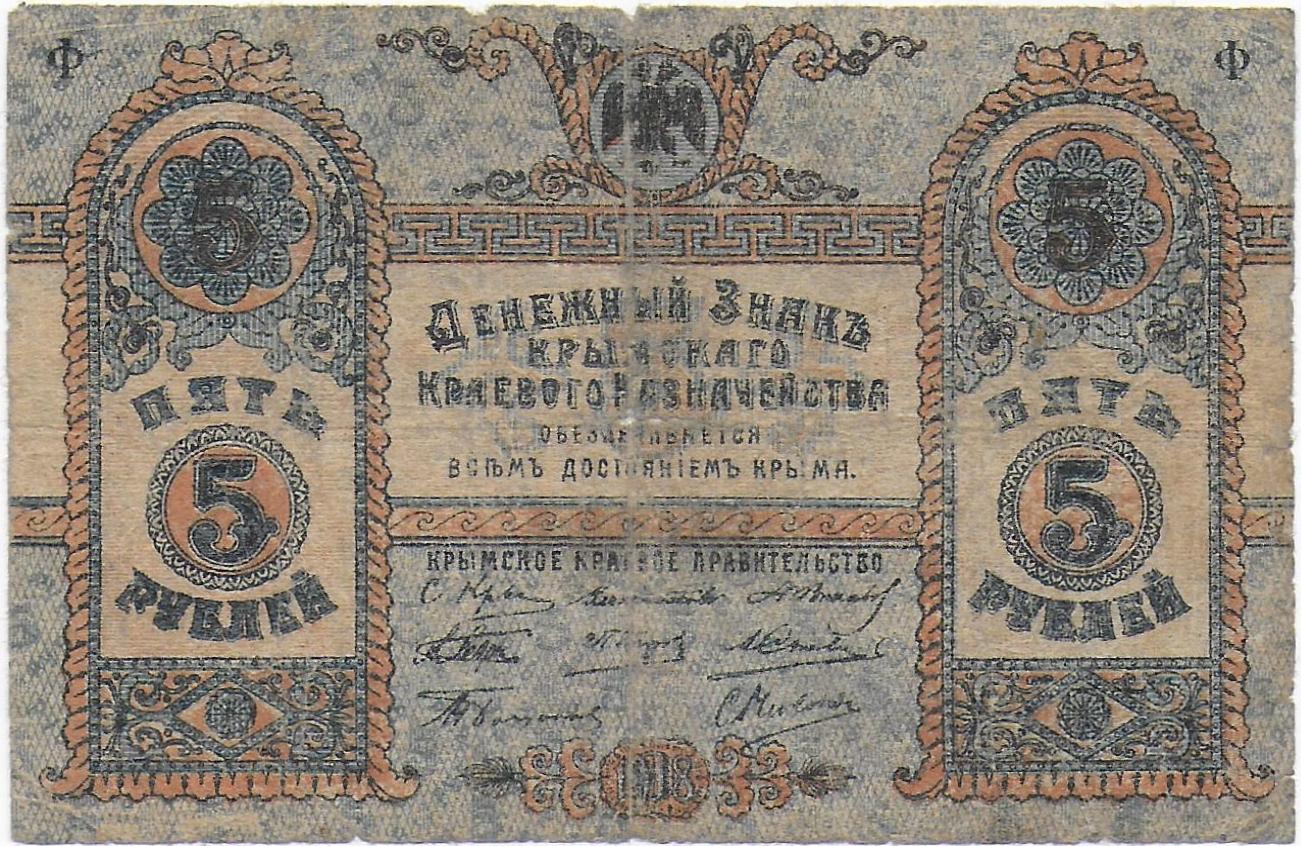 Ф Ф
5 5
Денежный Знакъ
Крымскаго
Краевого Казначейства
обезпечивается
всѣмъ достояніемъ Крыма.
ПЯТЬ ПЯТЬ
5 5
РУБЛЕЙ РУБЛЕЙ
Крымское Краевое Правительство
1918